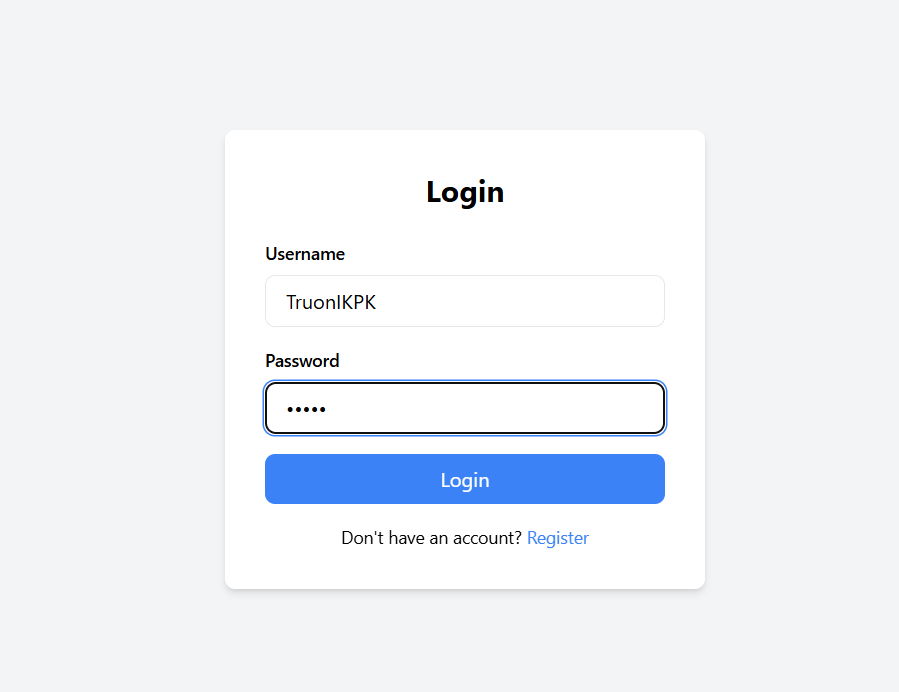 Login
Username
TruonIKPK
Password
•••••
Login
Don't have an account? Register